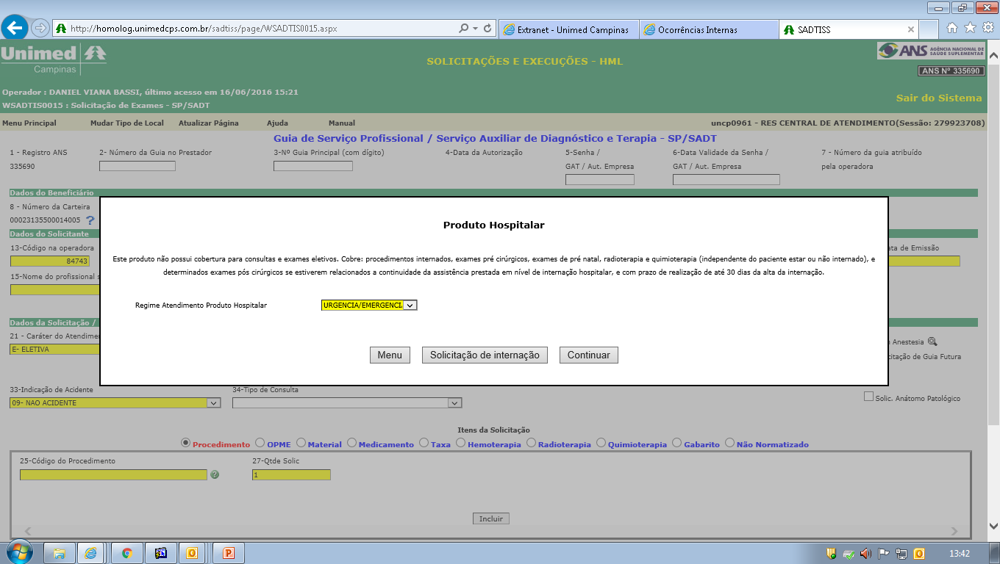 http://homolog.unimedcps.com.br/sadtiss/page/WSADTIS0015.aspx
Extranet - Unimed Campinas
Ocorrências Internas
SADTISS
Unimed
Campinas
SOLICITAÇÕES E EXECUÇÕES - HML
ANS AGÊNCIA NACIONAL DE SAÚDE SUPLEMENTAR
ANS Nº 335690
Operador : DANIEL VIANA BASSI, último acesso em 16/06/2016 15:21
WSADTIS0015 : Solicitação de Exames - SP/SADT
Sair do Sistema
Menu Principal Mudar Tipo de Local Atualizar Página Ajuda Manual uncp0961 - RES CENTRAL DE ATENDIMENTO(Sessão: 279923708)
Guia de Serviço Profissional / Serviço Auxiliar de Diagnóstico e Terapia - SP/SADT
1 - Registro ANS 2- Número da Guia no Prestador 3-Nº Guia Principal (com dígito) 4-Data da Autorização 5-Senha / 6-Data Validade da Senha / 7 - Número da guia atribuído
335690 GAT / Aut. Empresa GAT / Aut. Empresa pela operadora
Dados do Beneficiário
8 - Número da Carteira
00023135500014005 ?
Dados do Solicitante
13-Código na operadora ata de Emissão
84743
15-Nome do profissional s
Produto Hospitalar
Este produto não possui cobertura para consultas e exames eletivos. Cobre: procedimentos internados, exames pré cirúrgicos, exames de pré natal, radioterapia e quimioterapia (independente do paciente estar ou não internado), e
determinados exames pós cirúrgicos se estiverem relacionados a continuidade da assistência prestada em nível de internação hospitalar, e com prazo de realização de até 30 dias da alta da internação.
Regime Atendimento Produto Hospitalar URGENCIA/EMERGENCI.
Menu Solicitação de internação Continuar
Dados da Solicitação /
21 - Caráter do Atendime Anestesia
E- ELETIVA citação de Guia Futura
33-Indicação de Acidente 34-Tipo de Consulta
09- NAO ACIDENTE Solic. Anátomo Patológico
Itens da Solicitação
Procedimento OPME Material Medicamento Taxa Hemoterapia Radioterapia Quimioterapia Gabarito Não Normatizado
25-Código do Procedimento 27-Qtde Solic
1
Incluir
13:42